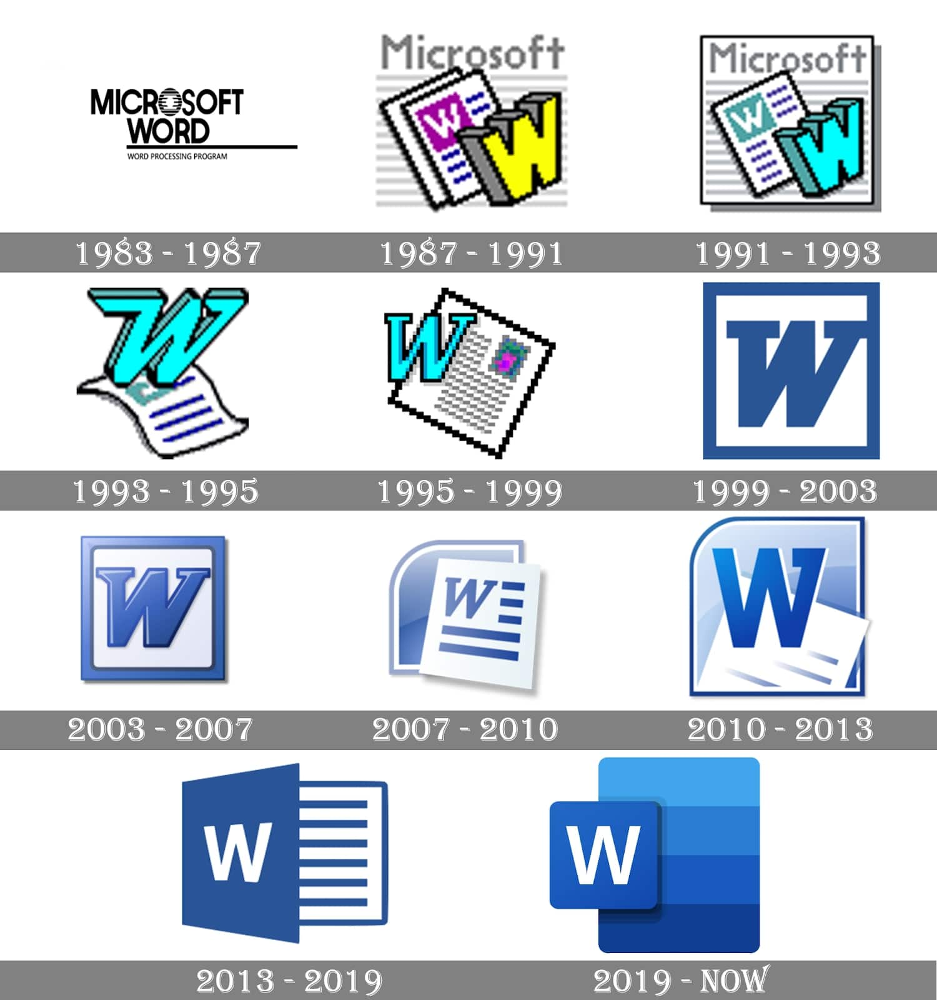 MICROSOFT
WORD
WORD PROCESSING PROGRAM
Microsoft
W
W
Microsoft
W
W
1983 - 1987
1987 - 1991
1991 - 1993
W
W
W
1993 - 1995
1995 - 1999
1999 - 2003
W
W
W
2003 - 2007
2007 - 2010
2010 - 2013
W
W
2013 - 2019
2019 - NOW